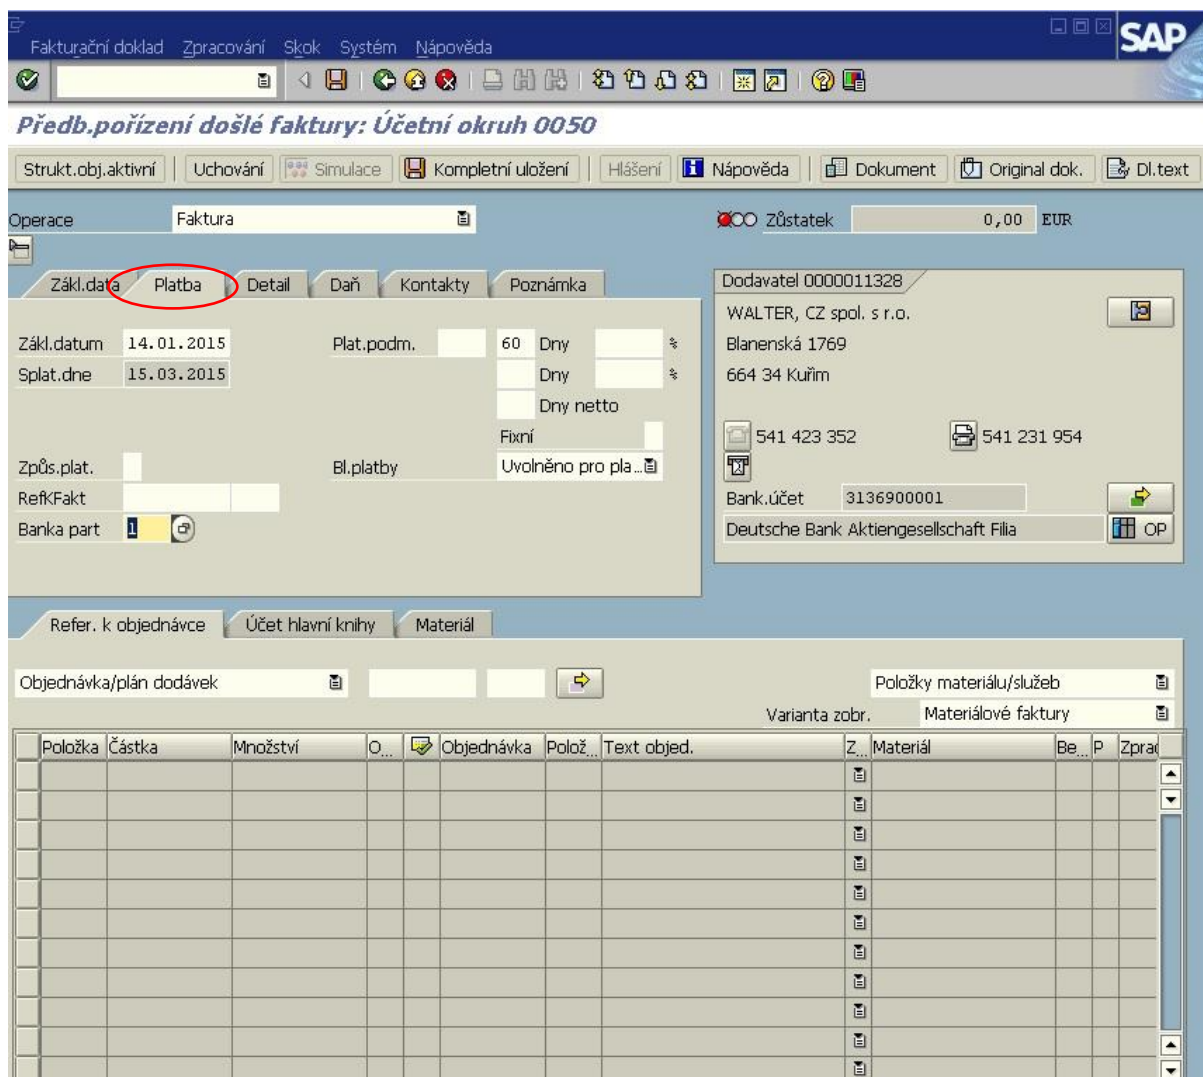 SAP
Fakturační doklad Zpracování Skok Systém Nápověda
Předb.pořízení došlé faktury: Účetní okruh 0050
Strukt.obj.aktivní Uchování Simulace Kompletní uložení Hlášení Nápověda Dokument Original dok. Dl.text
Operace Faktura Zůstatek 0,00 EUR
Zákl.data Platba Detail Daň Kontakty Poznámka
Zákl.datum 14.01.2015 Plat.podm. 60 Dny %
Splat.dne 15.03.2015 Dny %
Dny netto
Fixní
Způs.plat. Bl.platby Uvolněno pro pla...
RefKFakt
Banka part 1
Dodavatel 0000011328
WALTER, CZ spol. s r.o.
Blanenská 1769
664 34 Kuřim
541 423 352 541 231 954
Bank.účet 3136900001
Deutsche Bank Aktiengesellschaft Filia OP
Refer. k objednávce Účet hlavní knihy Materiál
Objednávka/plán dodávek Položky materiálu/služeb
Varianta zobr. Materiálové faktury
Položka Částka Množství O... Objednávka Polož... Text objed. Z... Materiál Be... P Zprac